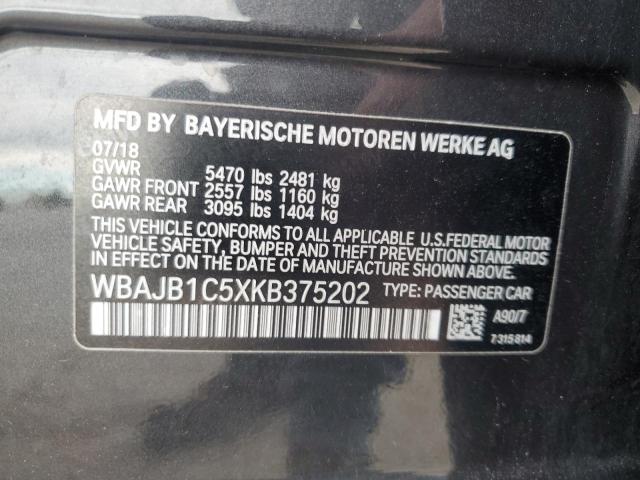 MFD BY BAYERISCHE MOTOREN WERKE AG
07/18
GVWR 5470 lbs 2481 kg
GAWR FRONT 2557 lbs 1160 kg
GAWR REAR 3095 lbs 1404 kg
THIS VEHICLE CONFORMS TO ALL APPLICABLE U.S.FEDERAL MOTOR
VEHICLE SAFETY, BUMPER AND THEFT PREVENTION STANDARDS
IN EFFECT ON THE DATE OF MANUFACTURE SHOWN ABOVE.
WBAJB1C5XKB375202 TYPE: PASSENGER CAR
A90/7
7315814